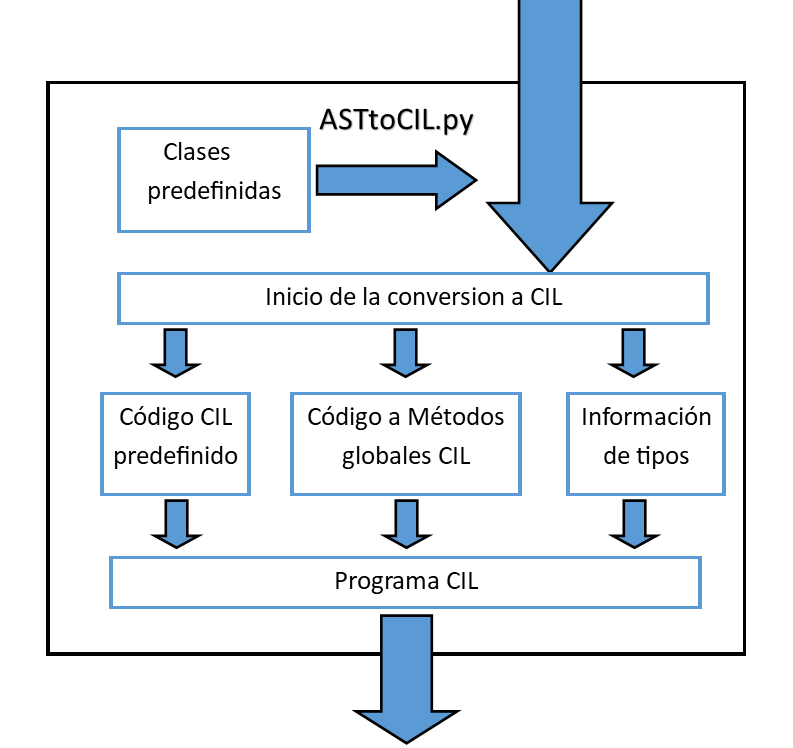 ASTtoCIL.py
Clases
predefinidas
Inicio de la conversion a CIL
Código CIL
predefinido
Código a Métodos
globales CIL
Información
de tipos
Programa CIL